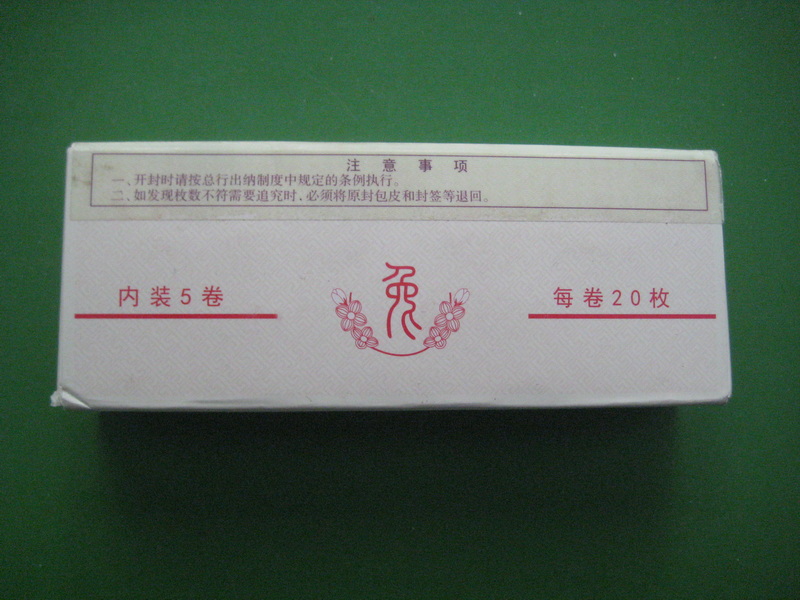 注意事项
一、开封时请按总行出纳制度中规定的条例执行。
二、如发现枚数不符需要追究时、必须将原封包皮和封签等退回。
内装5卷
兔
每卷20枚